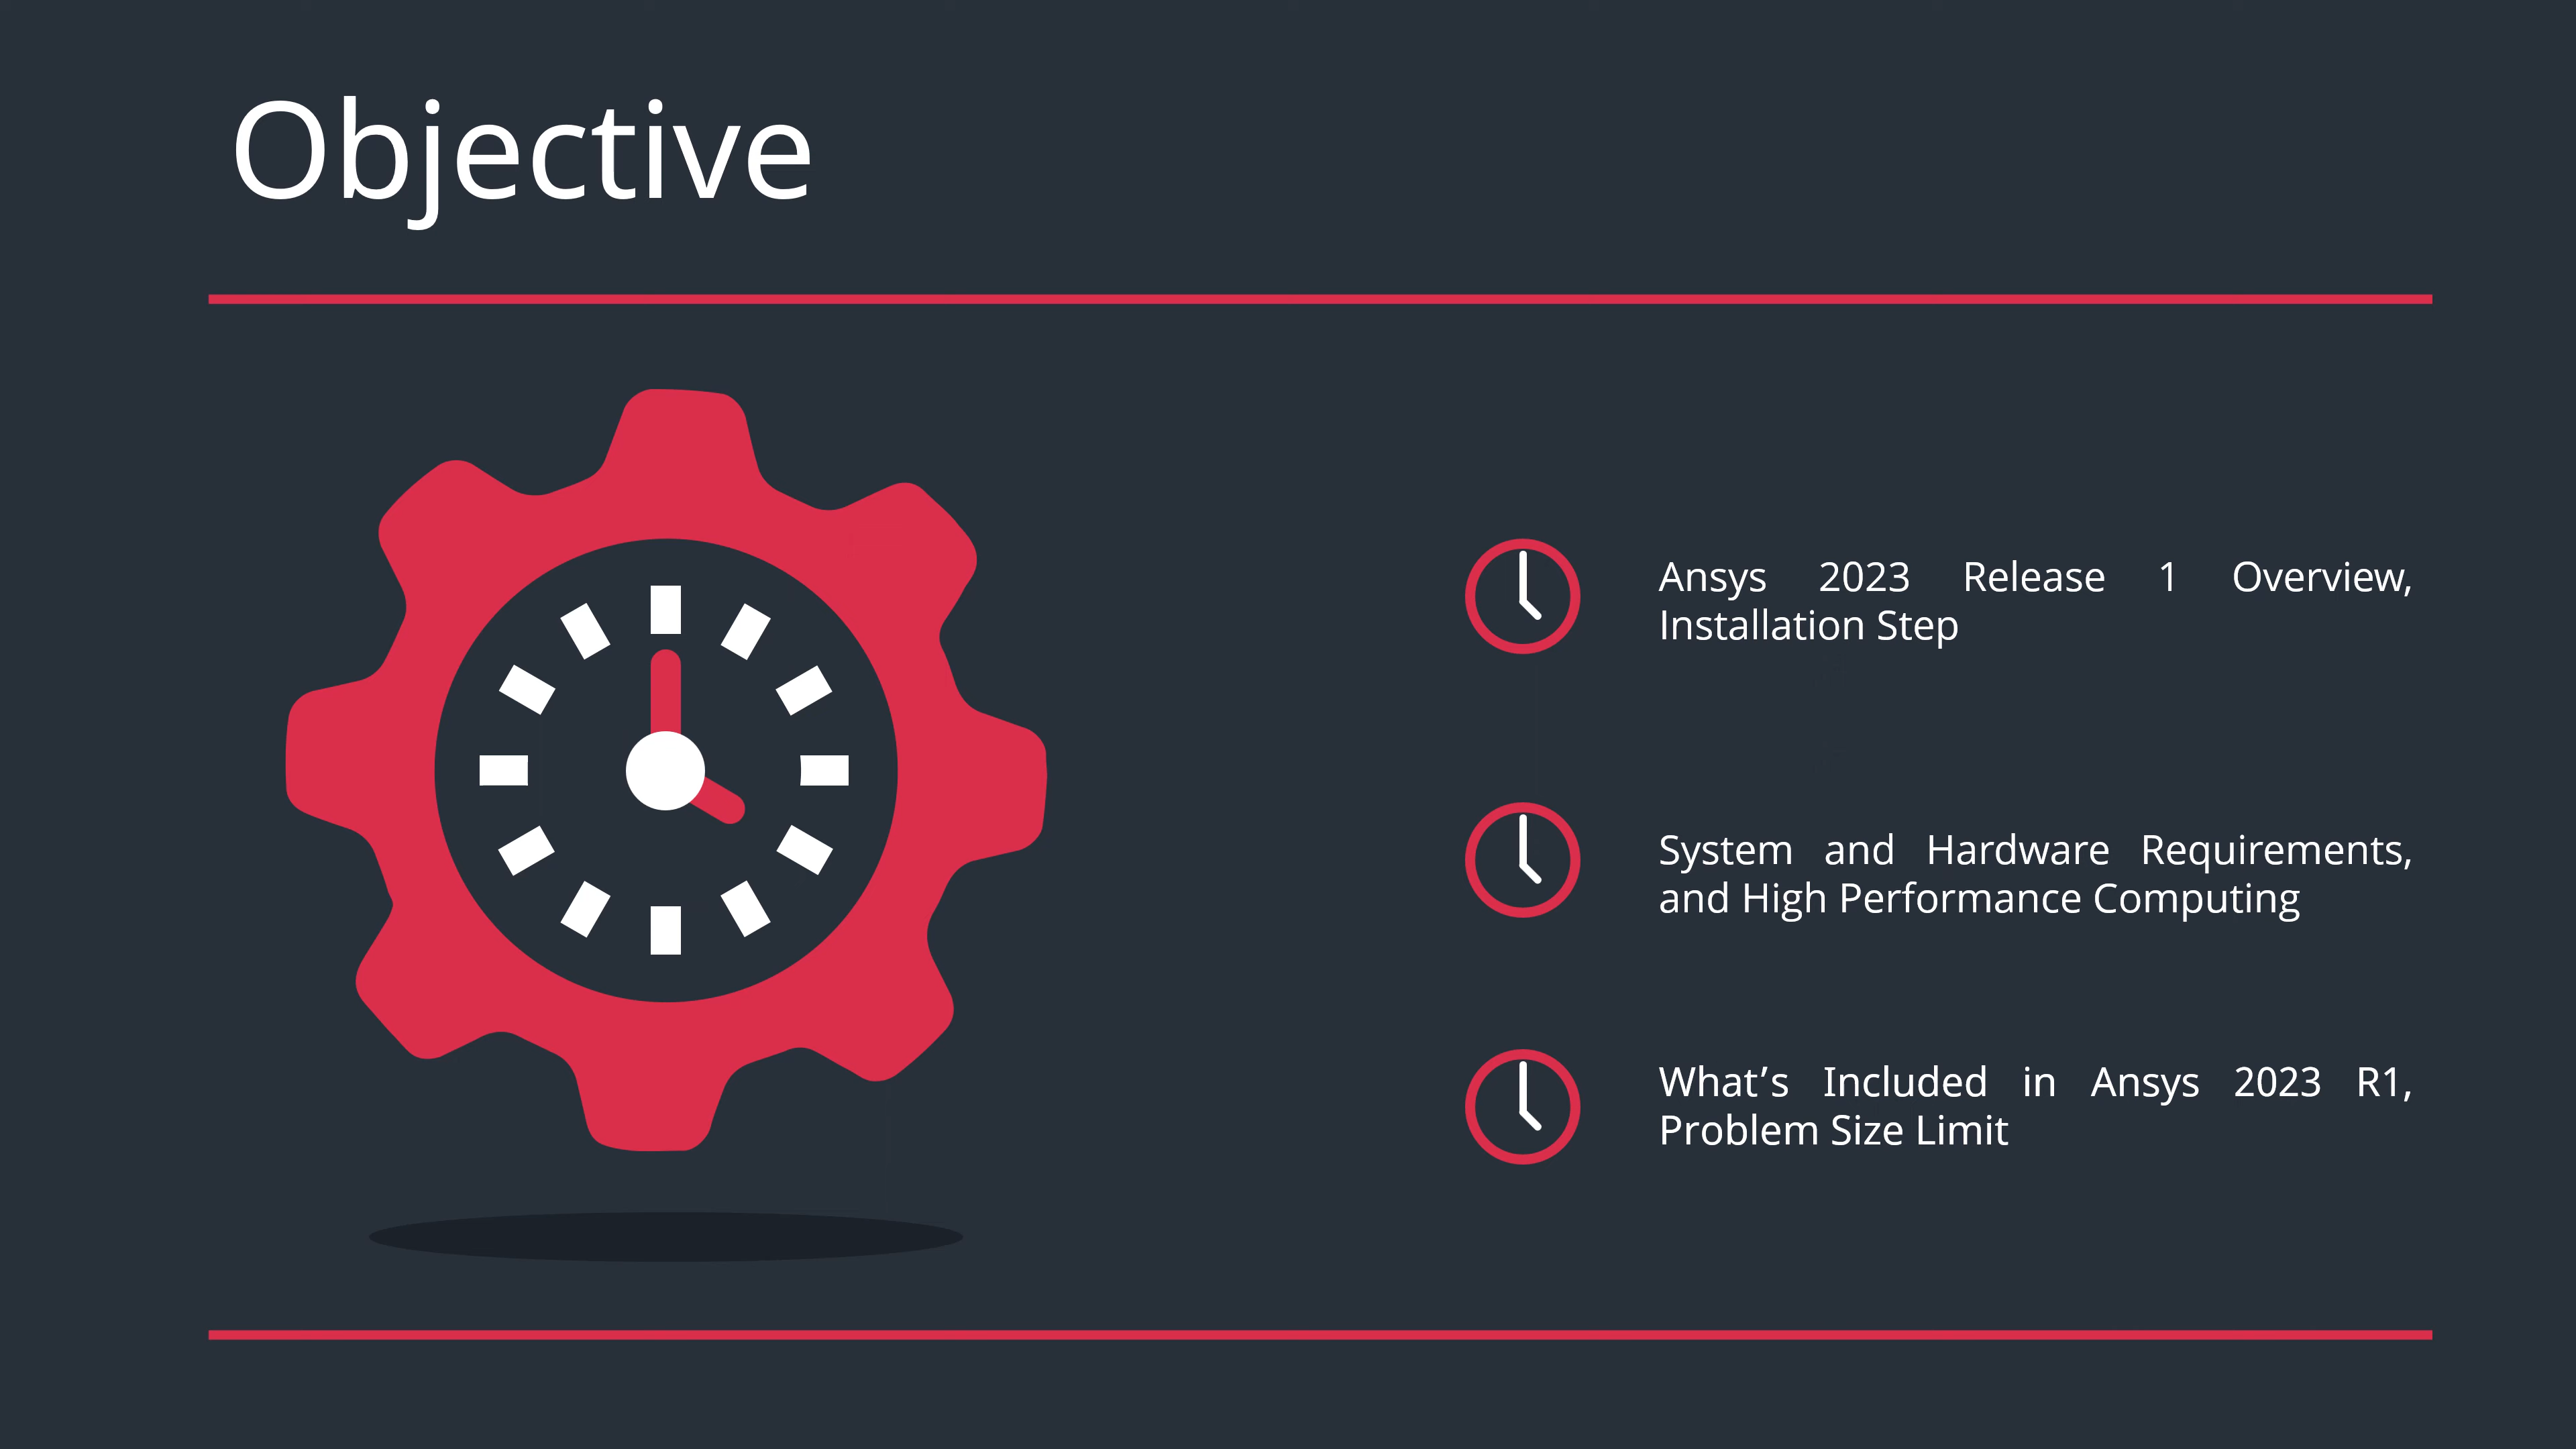 Objective
Ansys 2023 Release 1 Overview,
Installation Step
System and Hardware Requirements,
and High Performance Computing
What’s Included in Ansys 2023 R1,
Problem Size Limit